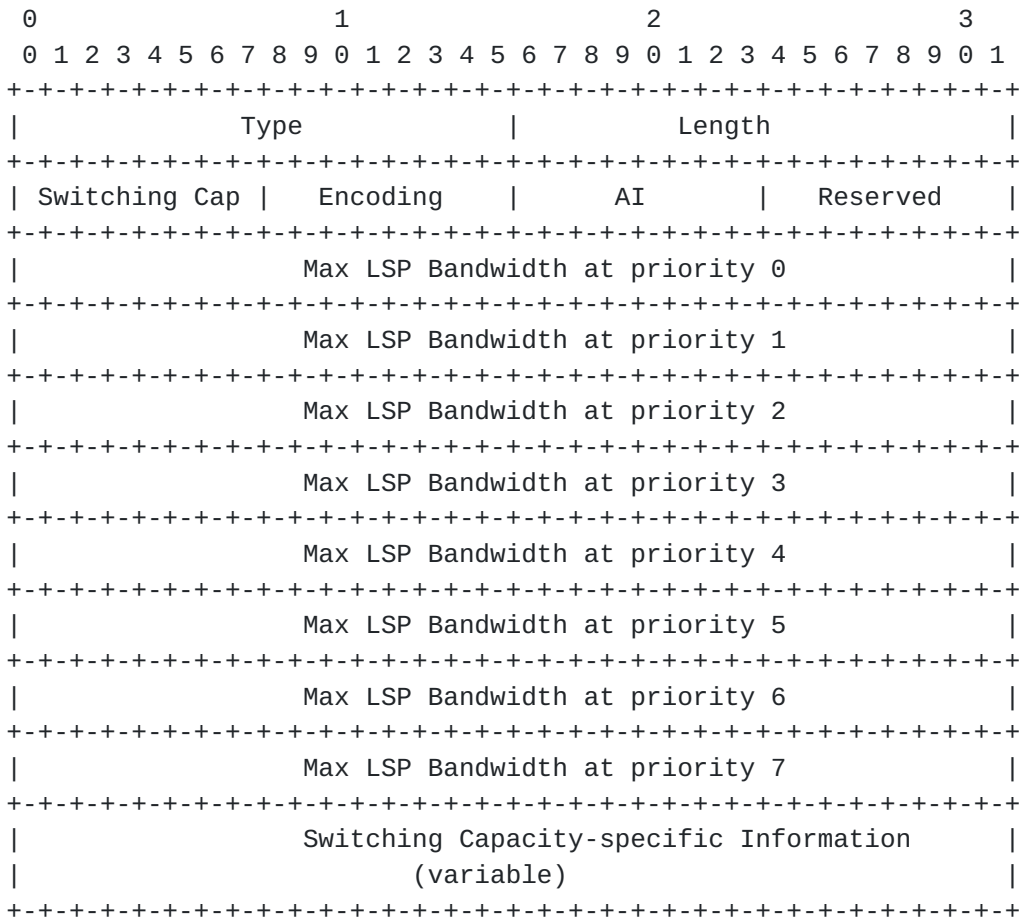 0                   1                   2                   3
 0 1 2 3 4 5 6 7 8 9 0 1 2 3 4 5 6 7 8 9 0 1 2 3 4 5 6 7 8 9 0 1
+-+-+-+-+-+-+-+-+-+-+-+-+-+-+-+-+-+-+-+-+-+-+-+-+-+-+-+-+-+-+-+-+
|              Type             |          Length               |
+-+-+-+-+-+-+-+-+-+-+-+-+-+-+-+-+-+-+-+-+-+-+-+-+-+-+-+-+-+-+-+-+
| Switching Cap |   Encoding    |      AI       |   Reserved    |
+-+-+-+-+-+-+-+-+-+-+-+-+-+-+-+-+-+-+-+-+-+-+-+-+-+-+-+-+-+-+-+-+
|                  Max LSP Bandwidth at priority 0              |
+-+-+-+-+-+-+-+-+-+-+-+-+-+-+-+-+-+-+-+-+-+-+-+-+-+-+-+-+-+-+-+-+
|                  Max LSP Bandwidth at priority 1              |
+-+-+-+-+-+-+-+-+-+-+-+-+-+-+-+-+-+-+-+-+-+-+-+-+-+-+-+-+-+-+-+-+
|                  Max LSP Bandwidth at priority 2              |
+-+-+-+-+-+-+-+-+-+-+-+-+-+-+-+-+-+-+-+-+-+-+-+-+-+-+-+-+-+-+-+-+
|                  Max LSP Bandwidth at priority 3              |
+-+-+-+-+-+-+-+-+-+-+-+-+-+-+-+-+-+-+-+-+-+-+-+-+-+-+-+-+-+-+-+-+
|                  Max LSP Bandwidth at priority 4              |
+-+-+-+-+-+-+-+-+-+-+-+-+-+-+-+-+-+-+-+-+-+-+-+-+-+-+-+-+-+-+-+-+
|                  Max LSP Bandwidth at priority 5              |
+-+-+-+-+-+-+-+-+-+-+-+-+-+-+-+-+-+-+-+-+-+-+-+-+-+-+-+-+-+-+-+-+
|                  Max LSP Bandwidth at priority 6              |
+-+-+-+-+-+-+-+-+-+-+-+-+-+-+-+-+-+-+-+-+-+-+-+-+-+-+-+-+-+-+-+-+
|                  Max LSP Bandwidth at priority 7              |
+-+-+-+-+-+-+-+-+-+-+-+-+-+-+-+-+-+-+-+-+-+-+-+-+-+-+-+-+-+-+-+-+
|                  Switching Capacity-specific Information      |
|                         (variable)                            |
+-+-+-+-+-+-+-+-+-+-+-+-+-+-+-+-+-+-+-+-+-+-+-+-+-+-+-+-+-+-+-+-+